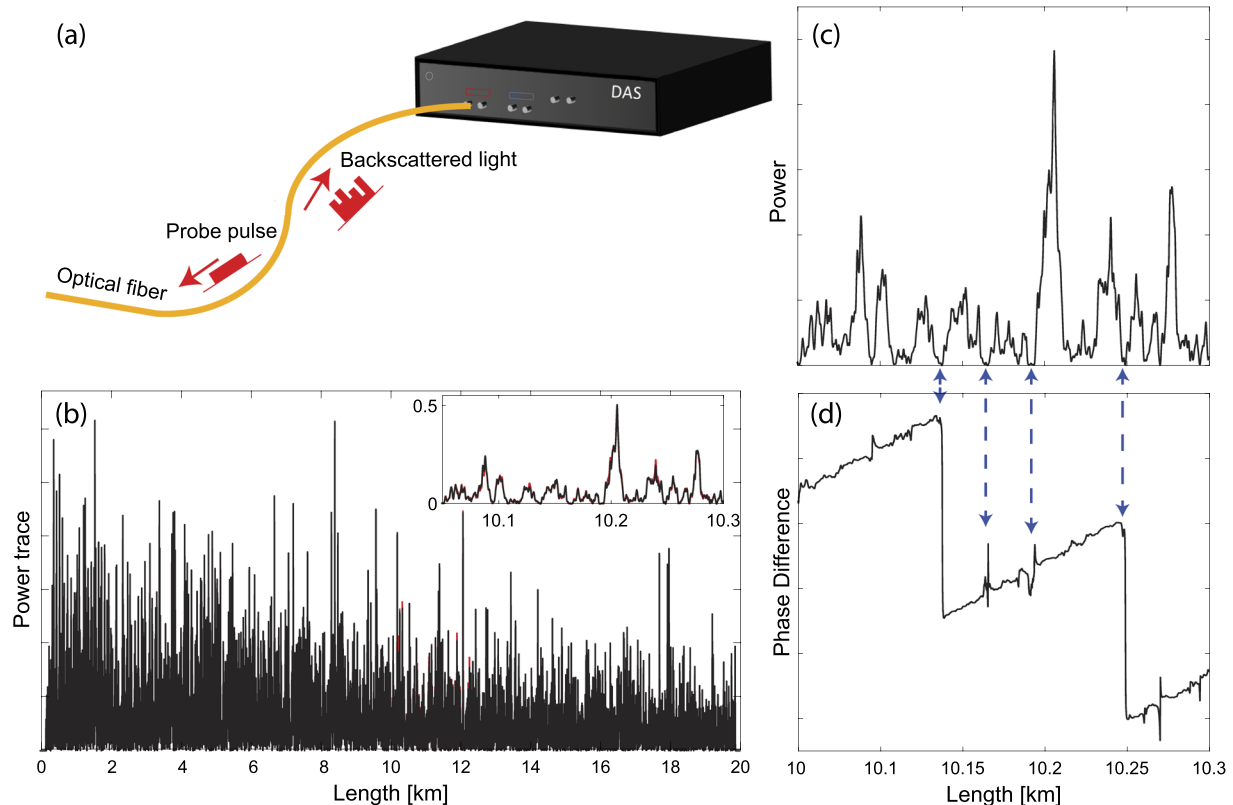 (a)
DAS
Backscattered light
Probe pulse
Optical fiber
(b)
Power trace
0.5
0
10.1 10.2 10.3
0 2 4 6 8 10 12 14 16 18 20
Length [km]
(c)
Power
(d)
Phase Difference
10 10.1 10.15 10.2 10.25 10.3
Length [km]